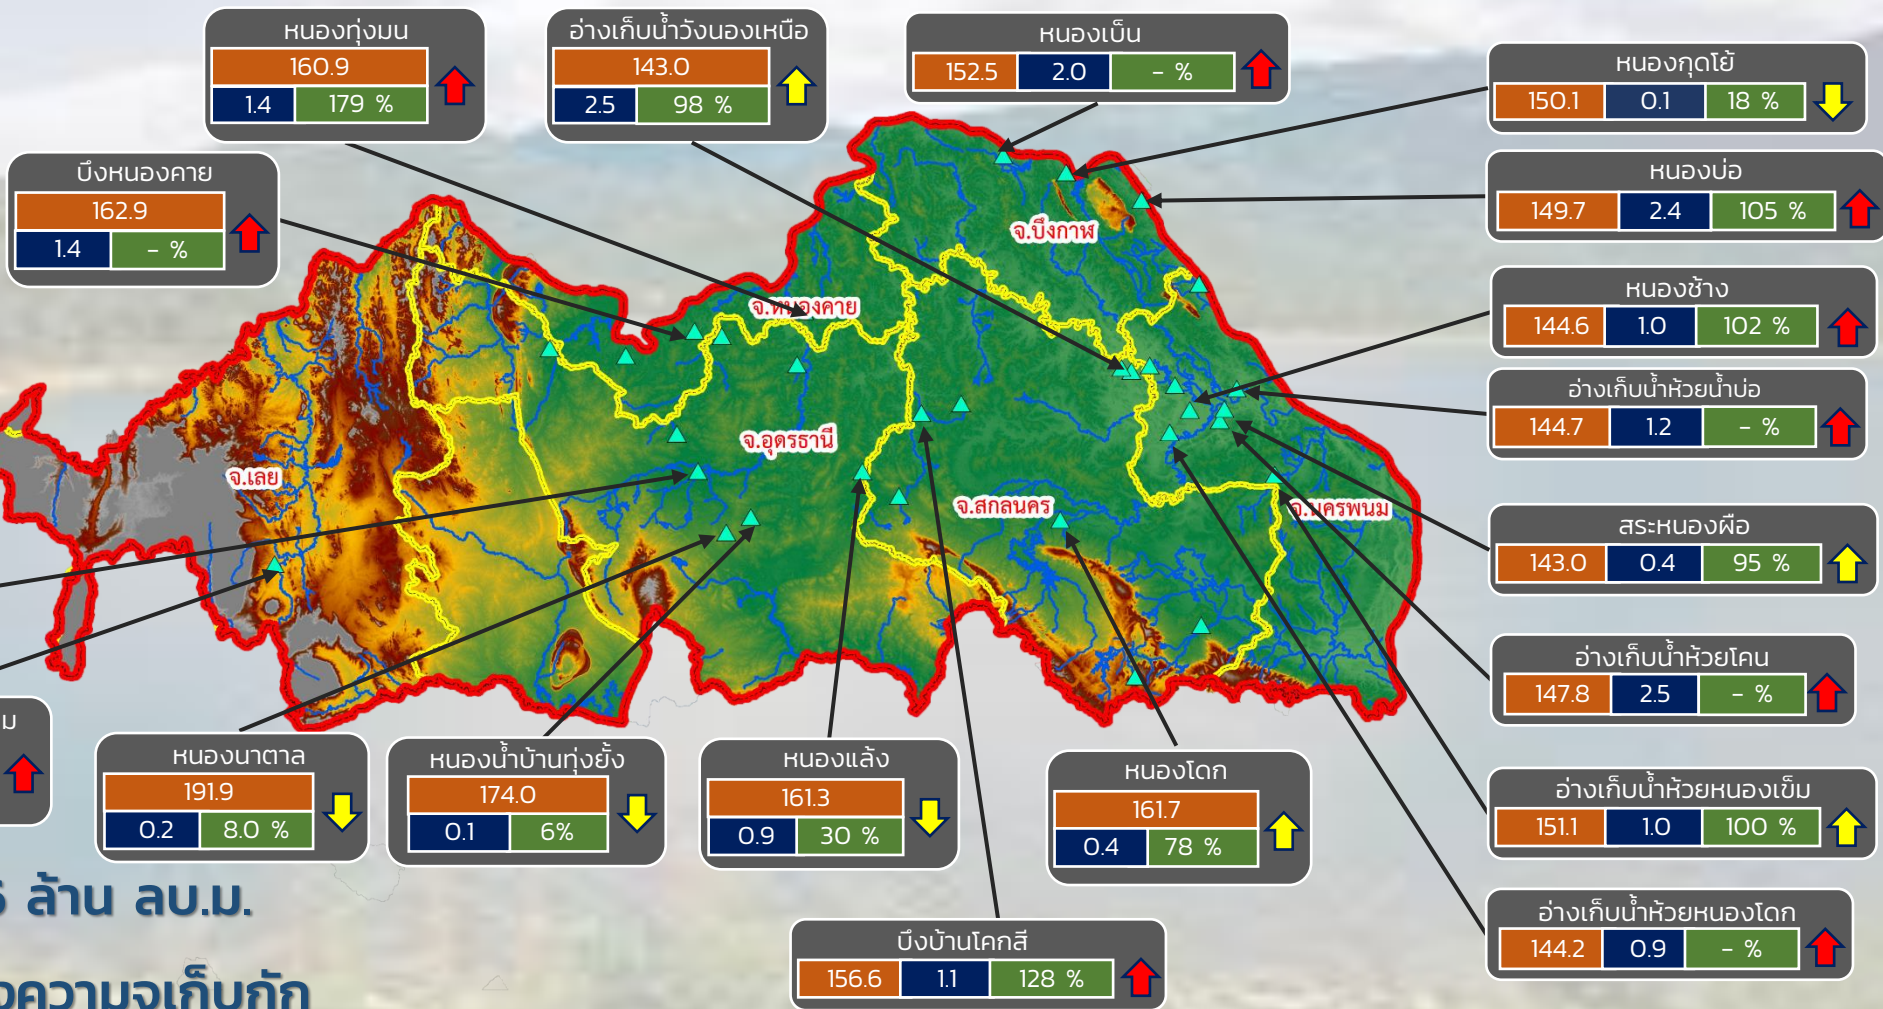 หนองทุ่งมน
160.9
1.4 179 %
อ่างเก็บน้ำวังนองเหนือ
143.0
2.5 98 %
หนองเบ็น
152.5 2.0 - %
หนองกุดโย้
150.1 0.1 18 %
บึงหนองคาย
162.9
1.4 - %
หนองบ่อ
149.7 2.4 105 %
หนองช้าง
144.6 1.0 102 %
อ่างเก็บน้ำห้วยน้ำบ่อ
144.7 1.2 - %
สระหนองผือ
143.0 0.4 95 %
อ่างเก็บน้ำห้วยโคน
147.8 2.5 - %
อ่างเก็บน้ำห้วยหนองเข็ม
151.1 1.0 100 %
อ่างเก็บน้ำห้วยหนองโดก
144.2 0.9 - %
จ.บึงกาฬ
จ.หนองคาย
จ.อุดรธานี
จ.เลย
จ.สกลนคร
จ.นครพนม
ม
หนองนาตาล
191.9
0.2 8.0 %
หนองน้ำบ้านทุ่งยั้ง
174.0
0.1 6%
หนองแล้ง
161.3
0.9 30 %
หนองโดก
161.7
0.4 78 %
บึงบ้านโคกสี
156.6 1.1 128 %
ล้าน ลบ.ม.
งความจุเก็บกัก